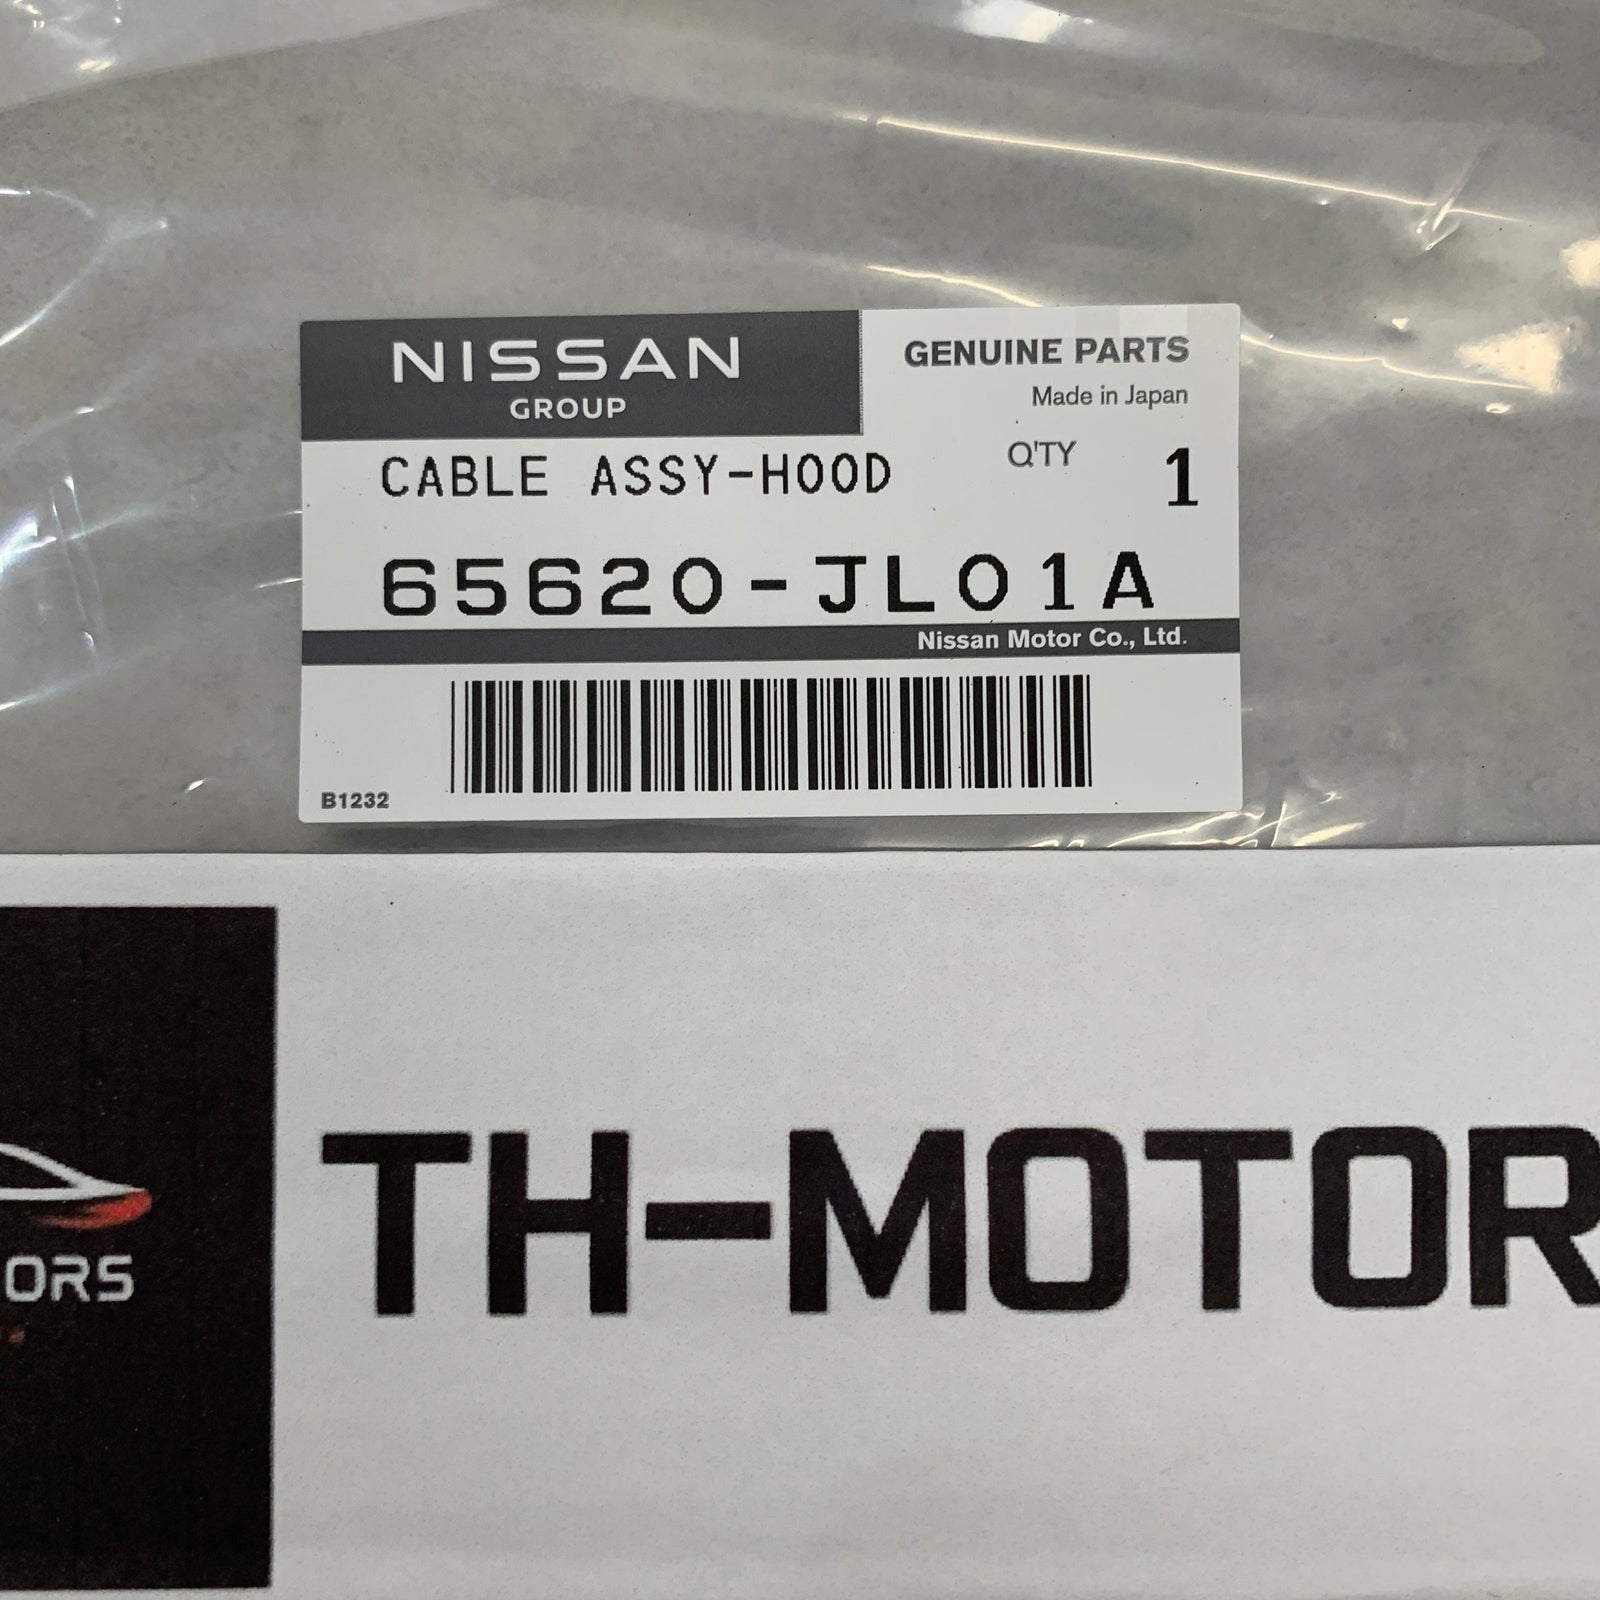 NISSAN
GROUP
GENUINE PARTS
Made in Japan
CABLE ASSY-HOOD
Q'TY 1
65620-JL01A
Nissan Motor Co., Ltd.
B1232
TH-MOTOR
ORS